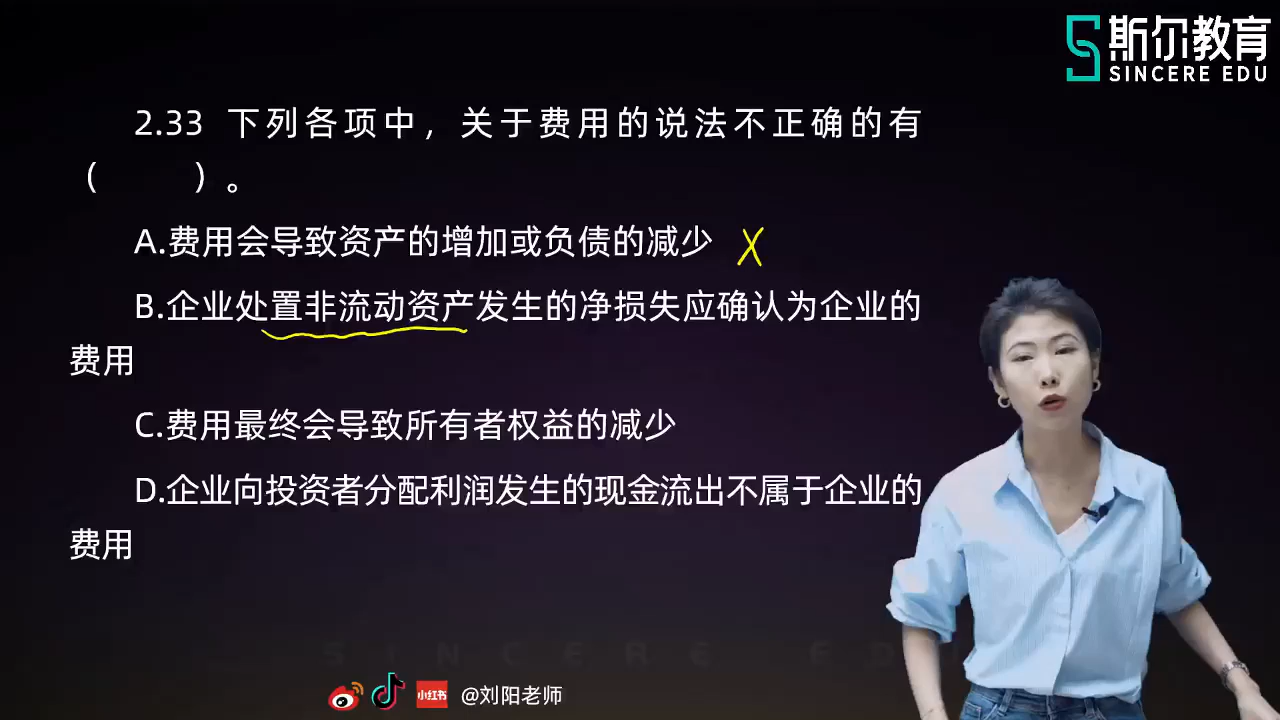 斯尔教育
SINCERE EDU
2.33 下列各项中，关于费用的说法不正确的有
（　　）。
A.费用会导致资产的增加或负债的减少 X
B.企业处置非流动资产发生的净损失应确认为企业的
费用
C.费用最终会导致所有者权益的减少
D.企业向投资者分配利润发生的现金流出不属于企业的
费用
SINCERE ED
小红书 @刘阳老师